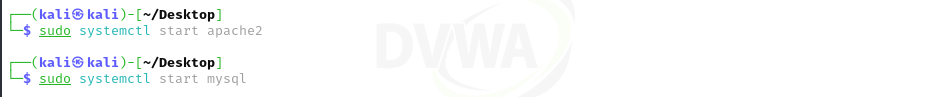 ┌──(kali㉿kali)-[~/Desktop]
└─$ sudo systemctl start apache2
DVWA
┌──(kali㉿kali)-[~/Desktop]
└─$ sudo systemctl start mysql